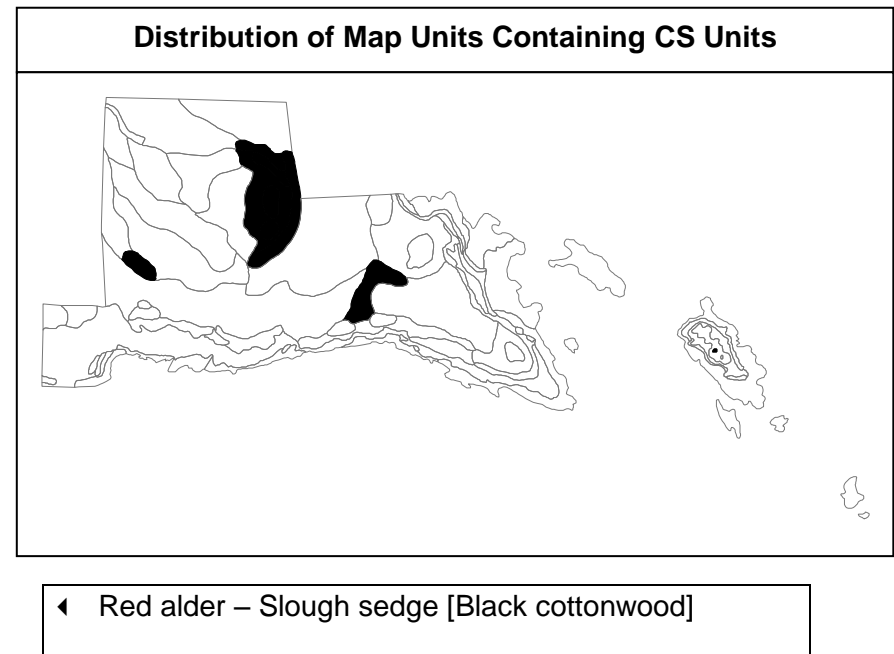 Distribution of Map Units Containing CS Units
Red alder – Slough sedge [Black cottonwood]